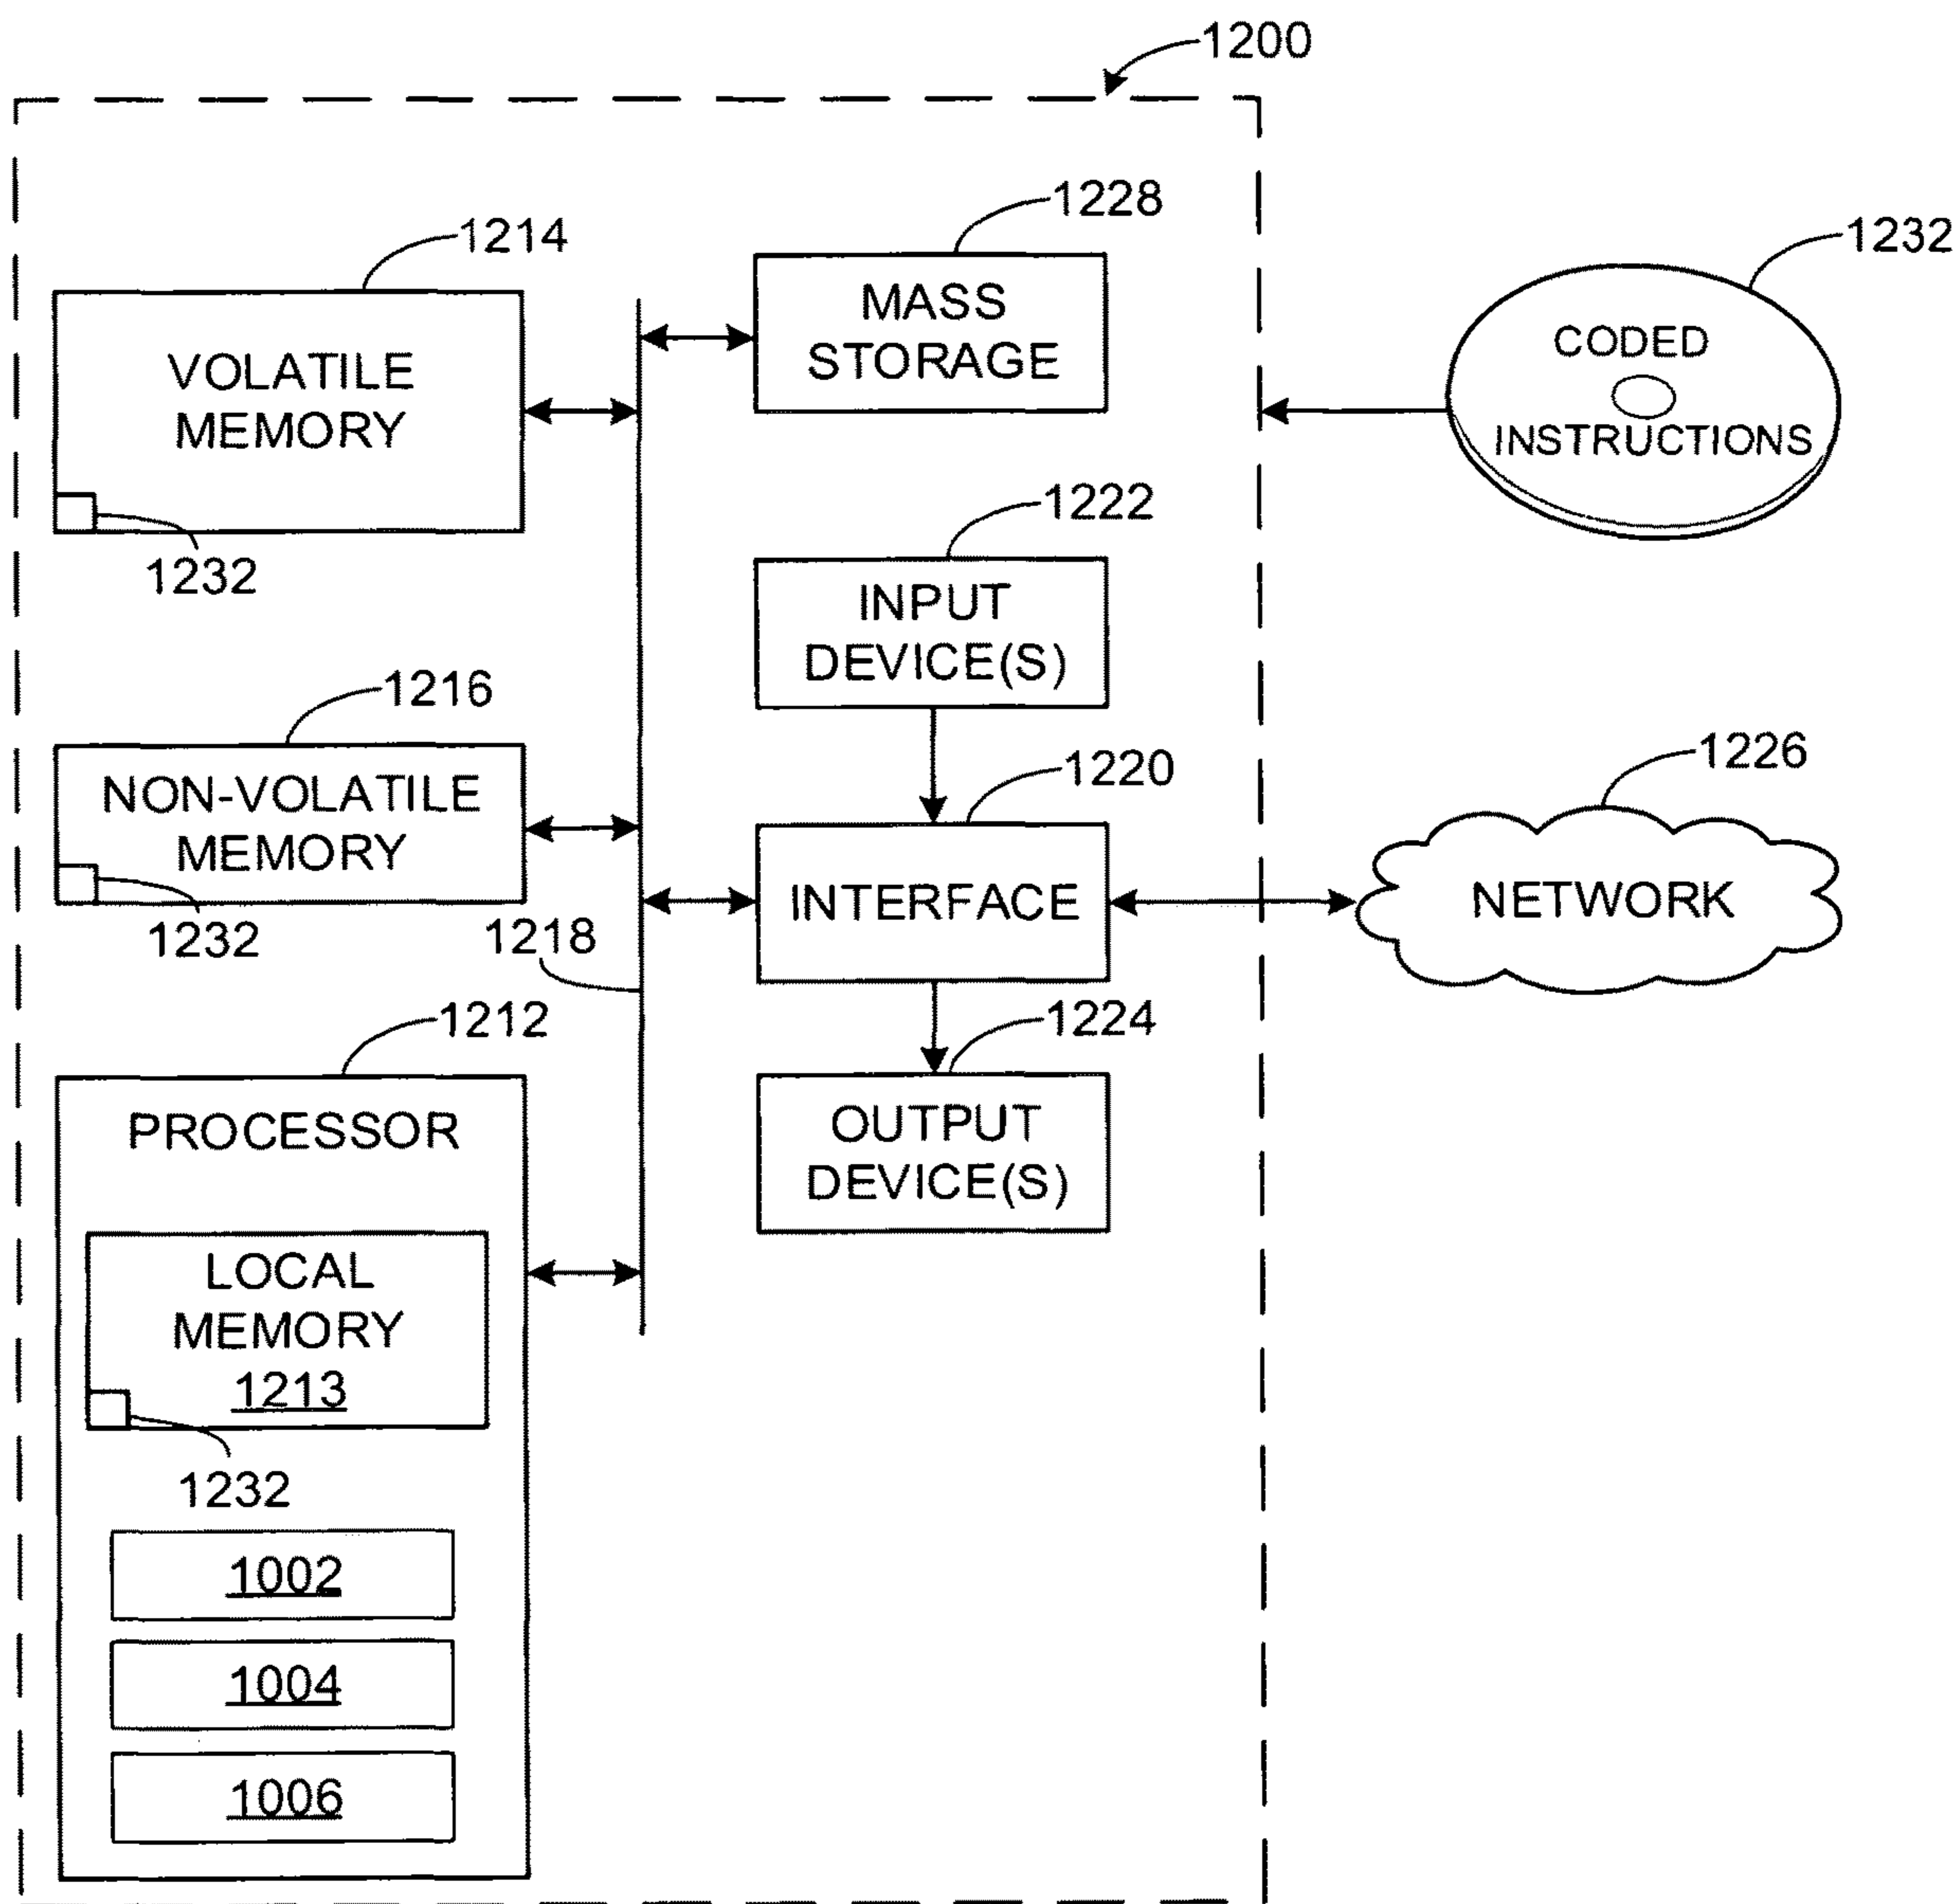 1200
1228
1214
1232
MASS
STORAGE
VOLATILE
MEMORY
CODED
INSTRUCTIONS
1222
1232
INPUT
DEVICE(S)
1216
1220
1226
NON-VOLATILE
MEMORY
INTERFACE
NETWORK
1232
1218
1212
1224
PROCESSOR
OUTPUT
DEVICE(S)
LOCAL
MEMORY
1213
1232
1002
1004
1006